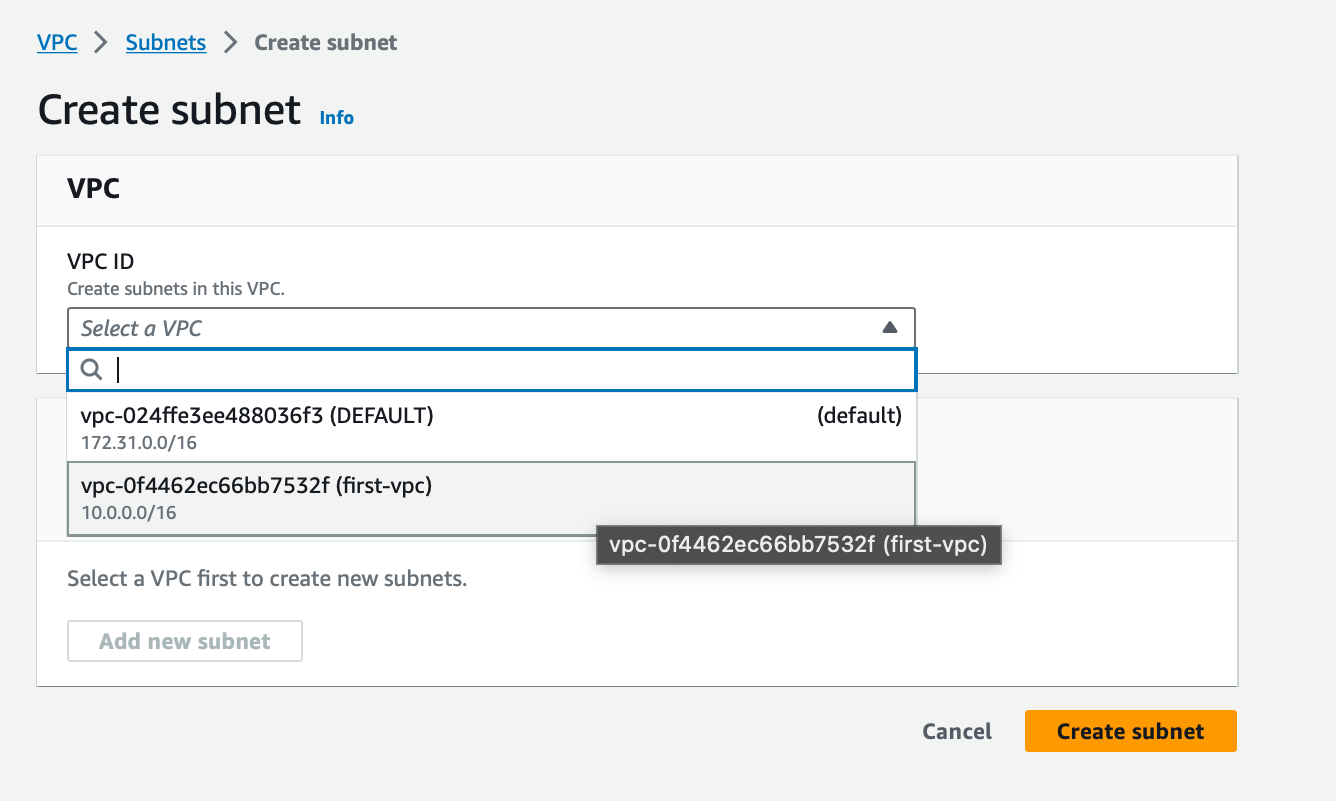 VPC > Subnets > Create subnet
Create subnet Info
VPC
VPC ID
Create subnets in this VPC.
Select a VPC
vpc-024ffe3ee488036f3 (DEFAULT) (default)
172.31.0.0/16
vpc-0f4462ec66bb7532f (first-vpc)
10.0.0.0/16
vpc-0f4462ec66bb7532f (first-vpc)
Select a VPC first to create new subnets.
Add new subnet
Cancel Create subnet